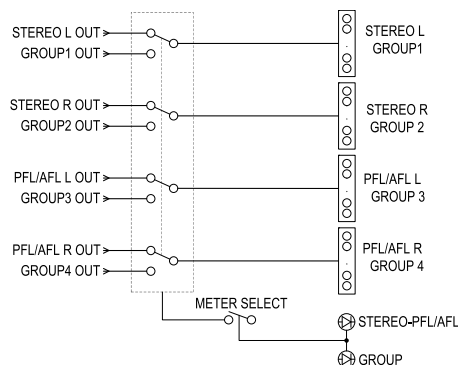 STEREO L OUT
GROUP1 OUT
STEREO L
GROUP1
STEREO R OUT
GROUP2 OUT
STEREO R
GROUP 2
PFL/AFL L OUT
GROUP3 OUT
PFL/AFL L
GROUP 3
PFL/AFL R OUT
GROUP4 OUT
PFL/AFL R
GROUP 4
METER SELECT
STEREO-PFL/AFL
GROUP